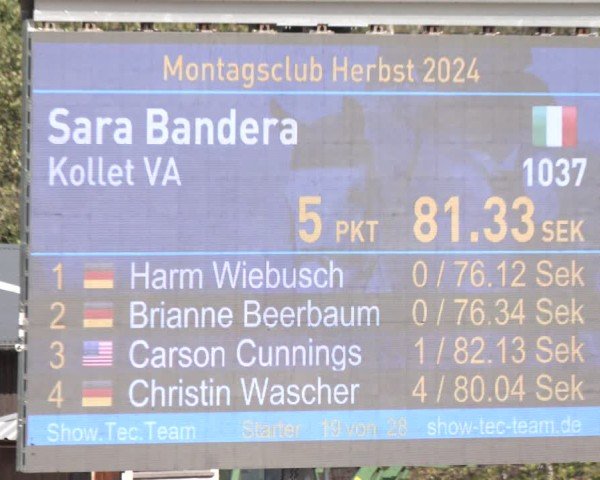 Montagsclub Herbst 2024
Sara Bandera
Kollet VA 1037
5 PKT 81.33 SEK
1 Harm Wiebusch 0 / 76.12 Sek
2 Brianne Beerbaum 0 / 76.34 Sek
3 Carson Cunnings 1 / 82.13 Sek
4 Christin Wascher 4 / 80.04 Sek
Show.Tec.Team Starter 19 von 28 show-tec-team.de